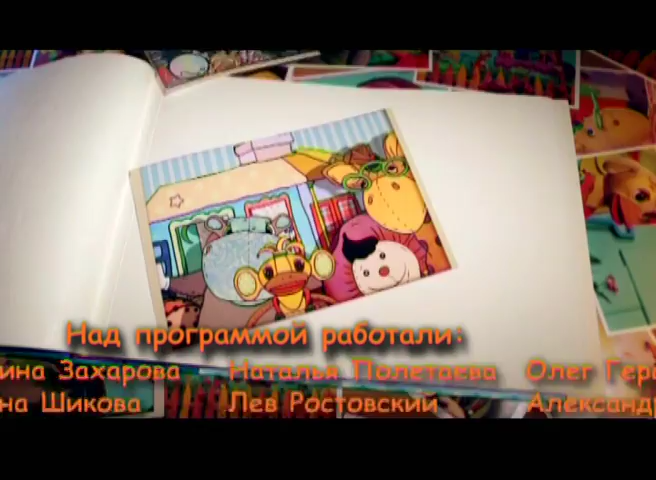 Над программой работали:
ина Захарова Наталья Полетаева Олег Гер
на Шикова Лев Ростовский Александр